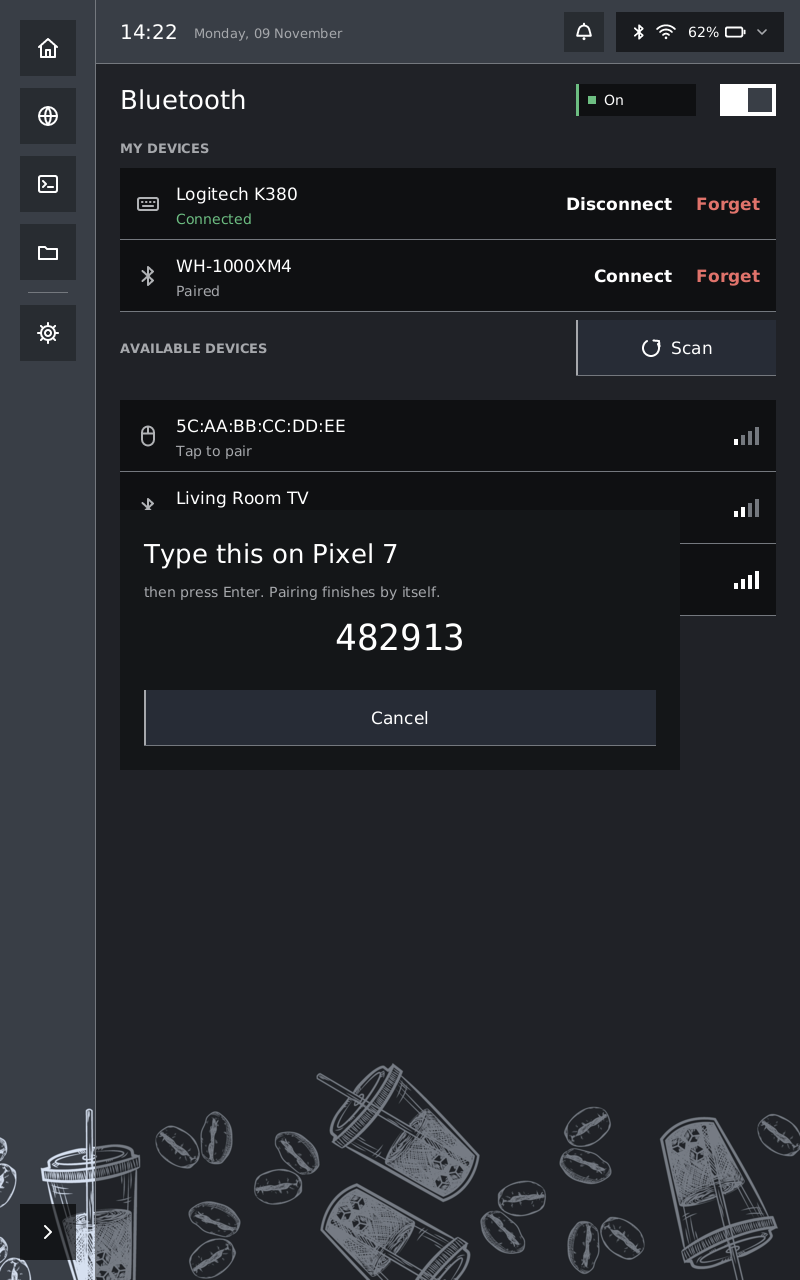 14:22 Monday, 09 November 62%
Bluetooth On
MY DEVICES
Logitech K380
Connected
Disconnect Forget
WH-1000XM4
Paired
Connect Forget
AVAILABLE DEVICES
Scan
5C:AA:BB:CC:DD:EE
Tap to pair
Living Room TV
Type this on Pixel 7
then press Enter. Pairing finishes by itself.
482913
Cancel